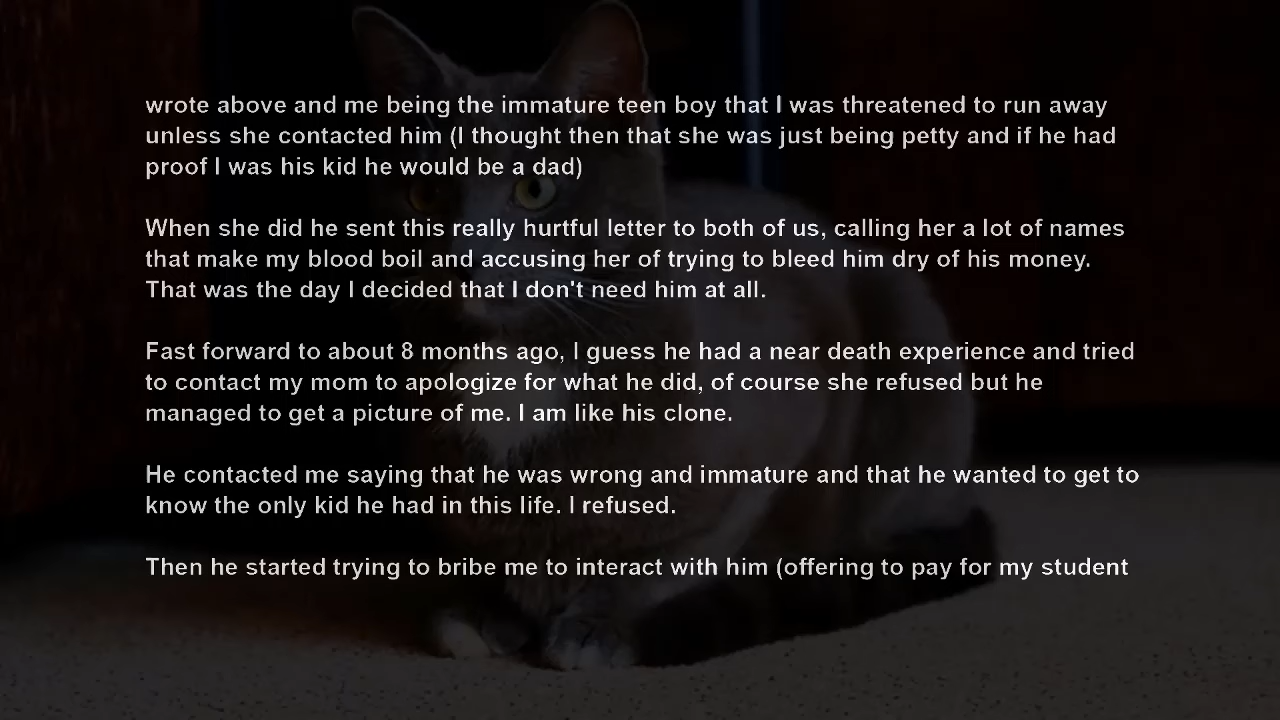 wrote above and me being the immature teen boy that I was threatened to run away
unless she contacted him (I thought then that she was just being petty and if he had
proof I was his kid he would be a dad)
When she did he sent this really hurtful letter to both of us, calling her a lot of names
that make my blood boil and accusing her of trying to bleed him dry of his money.
That was the day I decided that I don't need him at all.
Fast forward to about 8 months ago, I guess he had a near death experience and tried
to contact my mom to apologize for what he did, of course she refused but he
managed to get a picture of me. I am like his clone.
He contacted me saying that he was wrong and immature and that he wanted to get to
know the only kid he had in this life. I refused.
Then he started trying to bribe me to interact with him (offering to pay for my student